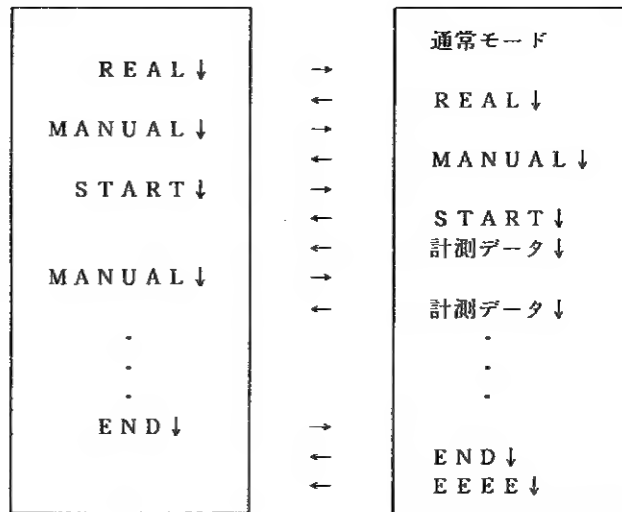 通常モード
REAL↓ →
← REAL↓
MANUAL↓ →
← MANUAL↓
START↓ →
← START↓
← 計測データ↓
MANUAL↓ →
← 計測データ↓
・ ・
・ ・
・ ・
END↓ →
← END↓
← EEEE↓